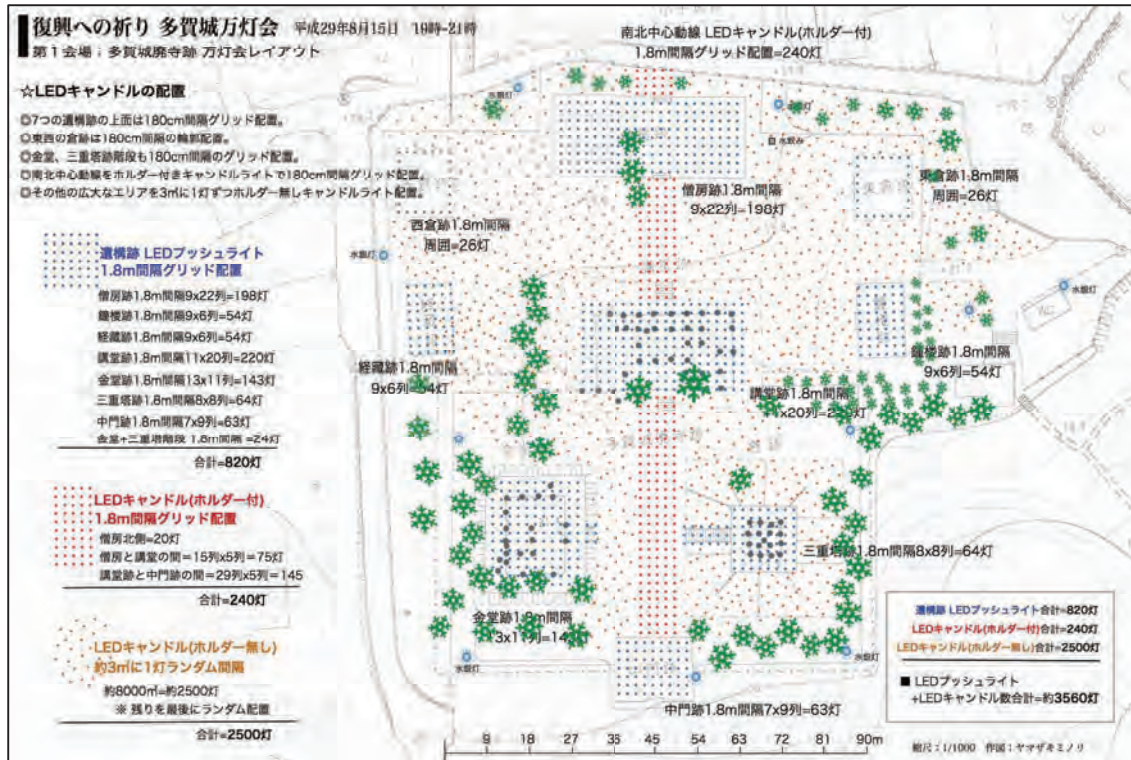 復興への祈り 多賀城万灯会 平成29年8月15日 19時-21時
第1会場；多賀城廃寺跡 万灯会レイアウト
☆LEDキャンドルの配置
◎7つの遺構跡の上面は180cm間隔グリッド配置。
◎東西の倉跡は180cm間隔の輪郭配置。
◎金堂、三重塔跡階段も180cm間隔のグリッド配置。
◎南北中心動線をホルダー付きキャンドルライトで180cm間隔グリッド配置。
◎その他の広大なエリアを3㎡に1灯ずつホルダー無しキャンドルライト配置。
遺構跡 LEDプッシュライト
1.8m間隔グリッド配置
僧房跡1.8m間隔9x22列=198灯
鐘楼跡1.8m間隔9x6列=54灯
経蔵跡1.8m間隔9x6列=54灯
講堂跡1.8m間隔11x20列=220灯
金堂跡1.8m間隔13x11列=143灯
三重塔跡1.8m間隔8x8列=64灯
中門跡1.8m間隔7x9列=63灯
金堂+三重塔階段 1.8m間隔 =24灯
合計=820灯
LEDキャンドル(ホルダー付)
1.8m間隔グリッド配置
僧房北側=20灯
僧房と講堂の間＝15列x5列＝75灯
講堂跡と中門跡の間＝29列x5列＝145
合計=240灯
LEDキャンドル(ホルダー無し)
約3㎡に1灯ランダム間隔
約8000㎡=約2500灯
※ 残りを最後にランダム配置
合計=2500灯
南北中心動線 LEDキャンドル(ホルダー付)
1.8m間隔グリッド配置=240灯
水銀灯
水銀灯
水飲み
僧房跡1.8m間隔
9x22列=198灯
東倉跡1.8m間隔
周囲=26灯
西倉跡1.8m間隔
周囲=26灯
水銀灯
水銀灯
経蔵跡1.8m間隔
9x6列=54灯
鐘楼跡1.8m間隔
9x6列=54灯
講堂跡1.8m間隔
三重塔跡1.8m間隔8x8列=64灯
金堂跡1.8m間隔
水銀灯
水銀灯
中門跡1.8m間隔7x9列=63灯
9 18 27 36 45 54 63 72 81 90m
遺構跡 LEDプッシュライト合計=820灯
LEDキャンドル(ホルダー付)合計=240灯
LEDキャンドル(ホルダー無し)合計=2500灯
■ LEDプッシュライト
+LEDキャンドル数合計=約3560灯
縮尺：1/1000 作図：ヤマザキミノリ